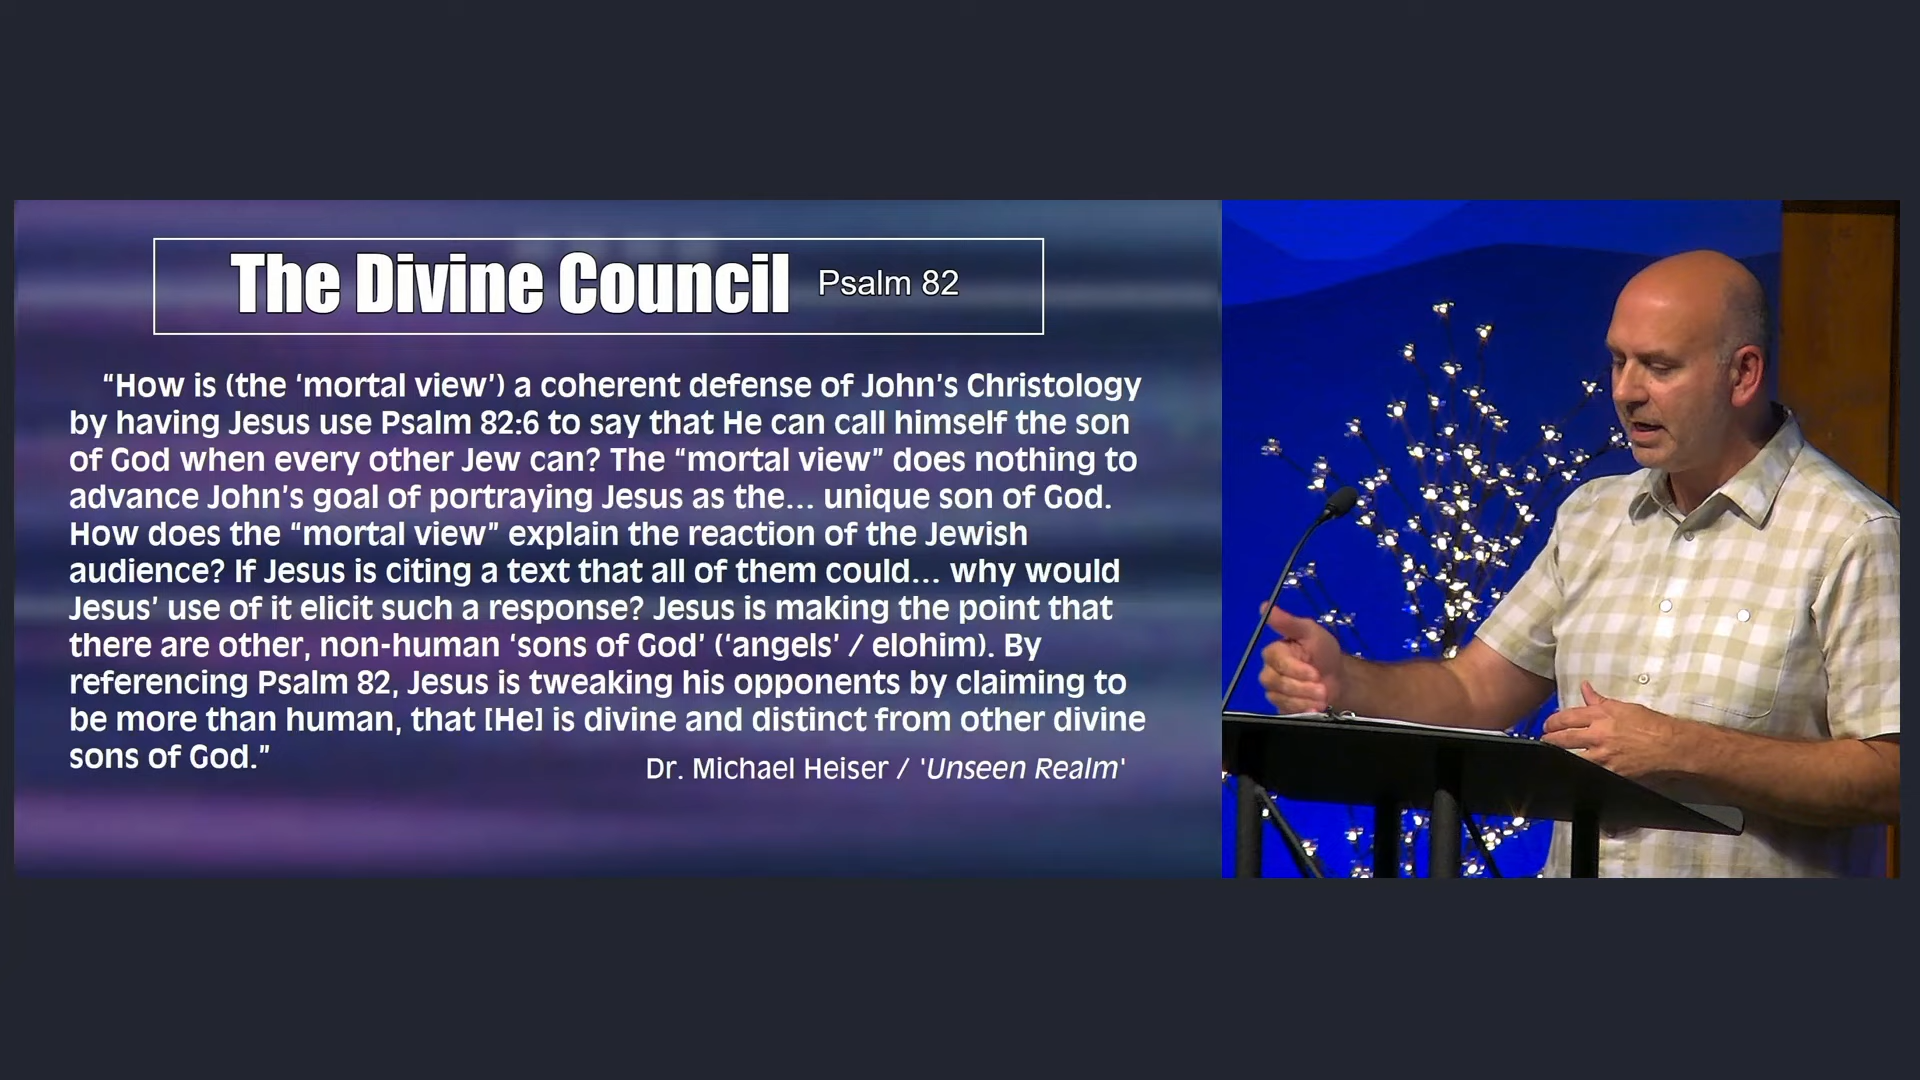 The Divine Council Psalm 82
“How is (the ‘mortal view’) a coherent defense of John’s Christology
by having Jesus use Psalm 82:6 to say that He can call himself the son
of God when every other Jew can? The “mortal view” does nothing to
advance John’s goal of portraying Jesus as the... unique son of God.
How does the “mortal view” explain the reaction of the Jewish
audience? If Jesus is citing a text that all of them could... why would
Jesus’ use of it elicit such a response? Jesus is making the point that
there are other, non-human ‘sons of God’ (‘angels’ / elohim). By
referencing Psalm 82, Jesus is tweaking his opponents by claiming to
be more than human, that [He] is divine and distinct from other divine
sons of God.”
Dr. Michael Heiser / 'Unseen Realm'